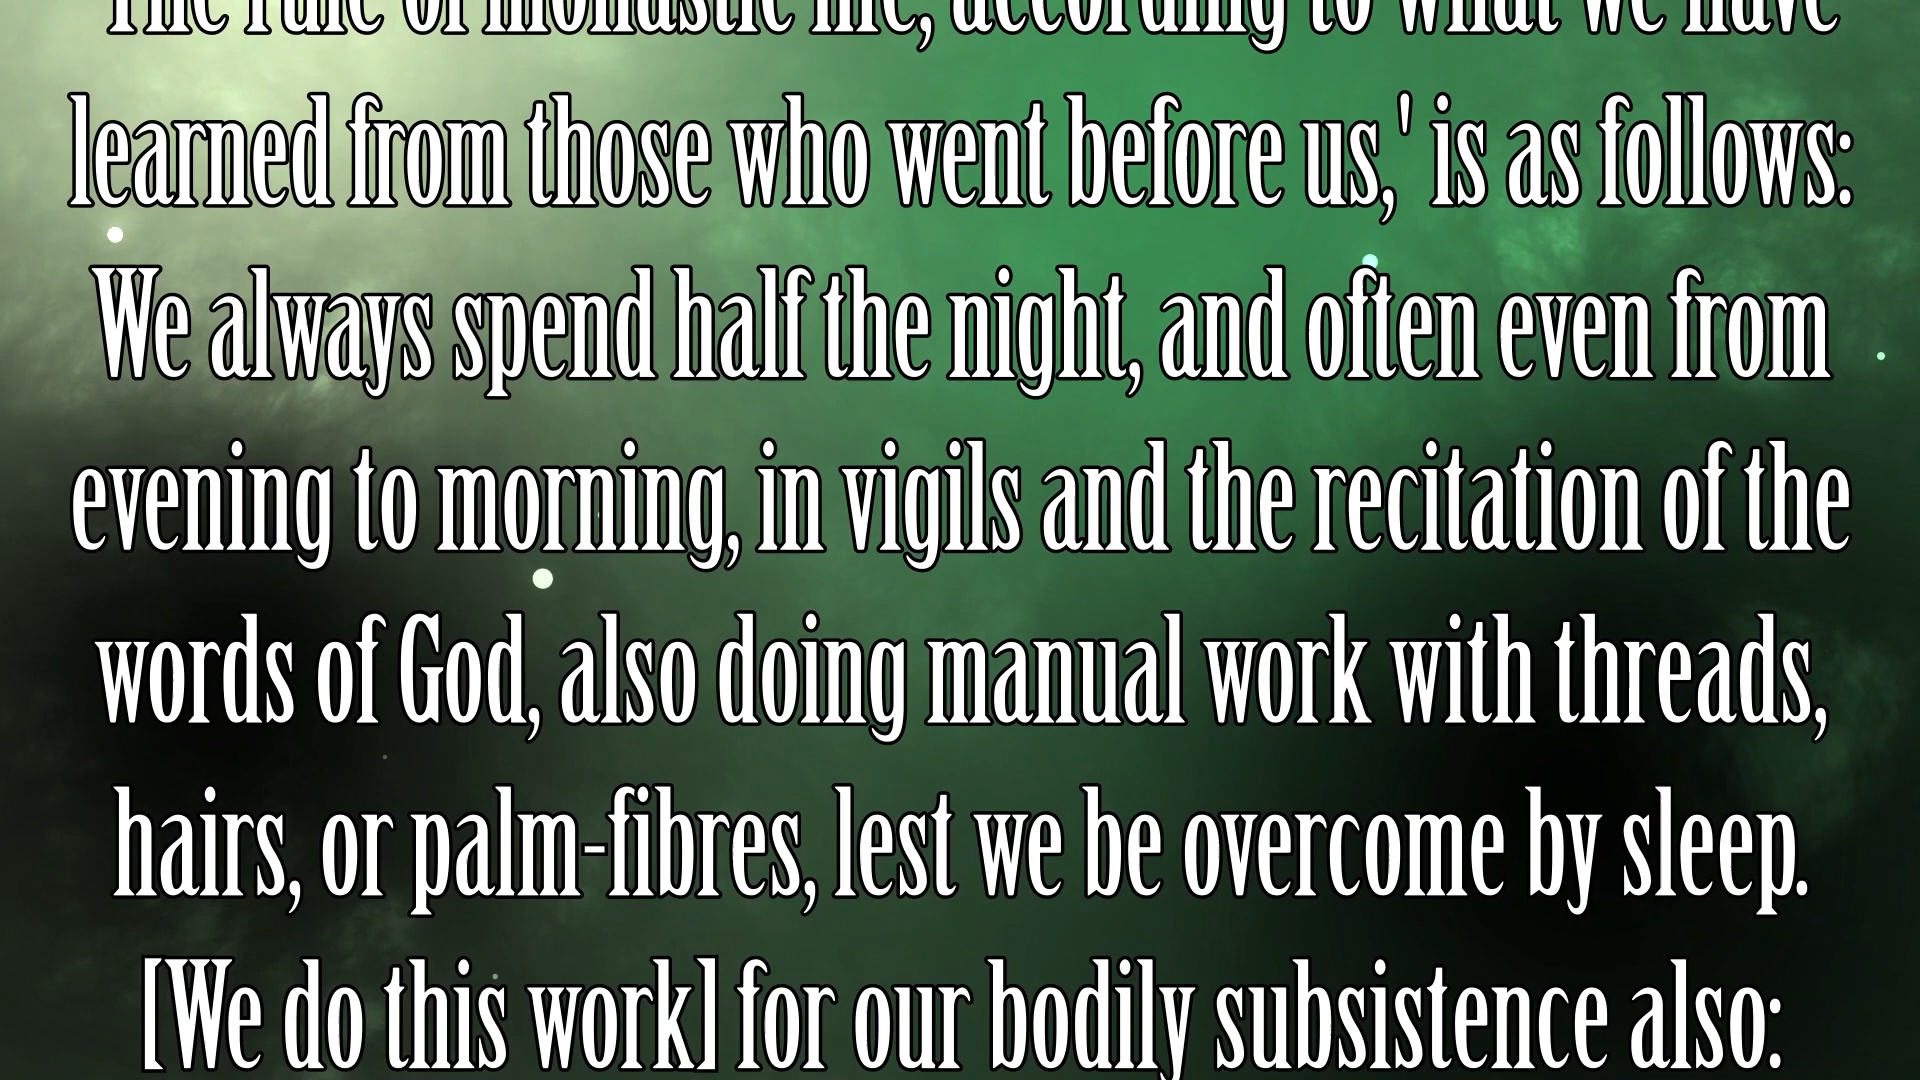 The rule of monastic life, according to what we have
learned from those who went before us,' is as follows:
We always spend half the night, and often even from
evening to morning, in vigils and the recitation of the
words of God, also doing manual work with threads,
hairs, or palm-fibres, lest we be overcome by sleep.
[We do this work] for our bodily subsistence also: